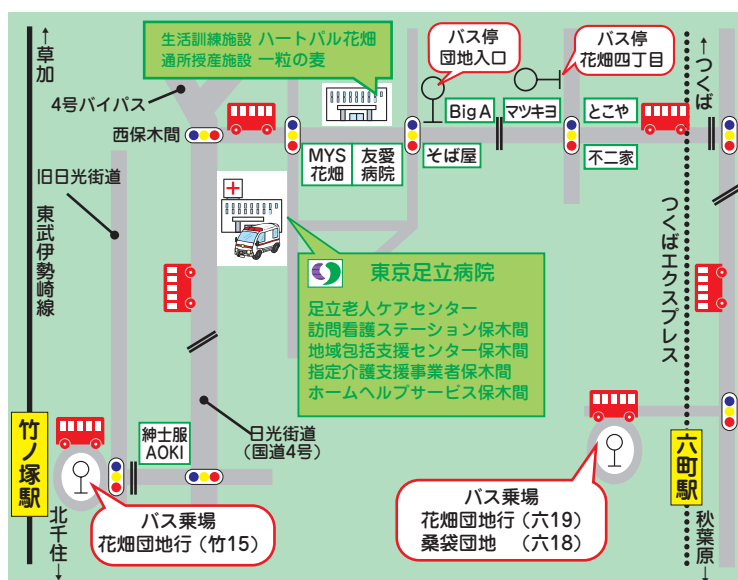 生活訓練施設 ハートパル花畑
通所授産施設 一粒の麦
バス停
団地入口
バス停
花畑四丁目
←つくば
←草加
4号バイパス
西保木間
BigA
マツキヨ
とこや
MYS
花畑
友愛
病院
そば屋
不二家
旧日光街道
東武伊勢崎線
つくばエクスプレス
東京足立病院
足立老人ケアセンター
訪問看護ステーション保木間
地域包括支援センター保木間
指定介護支援事業者保木間
ホームヘルプサービス保木間
竹ノ塚駅
紳士服
AOKI
日光街道
(国道4号)
六町駅
バス乗場
花畑団地行(竹15)
バス乗場
花畑団地行(六19)
桑袋団地 (六18)
北千住→
秋葉原→